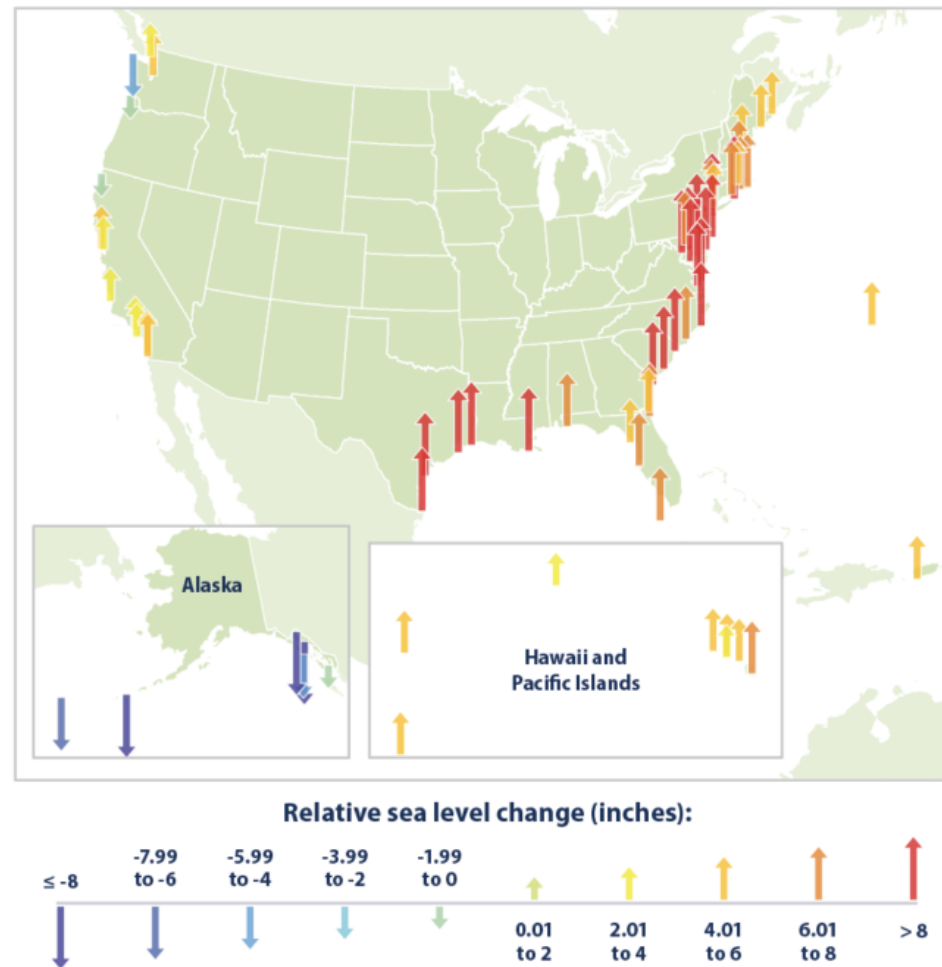 Alaska
Hawaii and
Pacific Islands
Relative sea level change (inches):
≤ -8
-7.99
to -6
-5.99
to -4
-3.99
to -2
-1.99
to 0
0.01
to 2
2.01
to 4
4.01
to 6
6.01
to 8
> 8